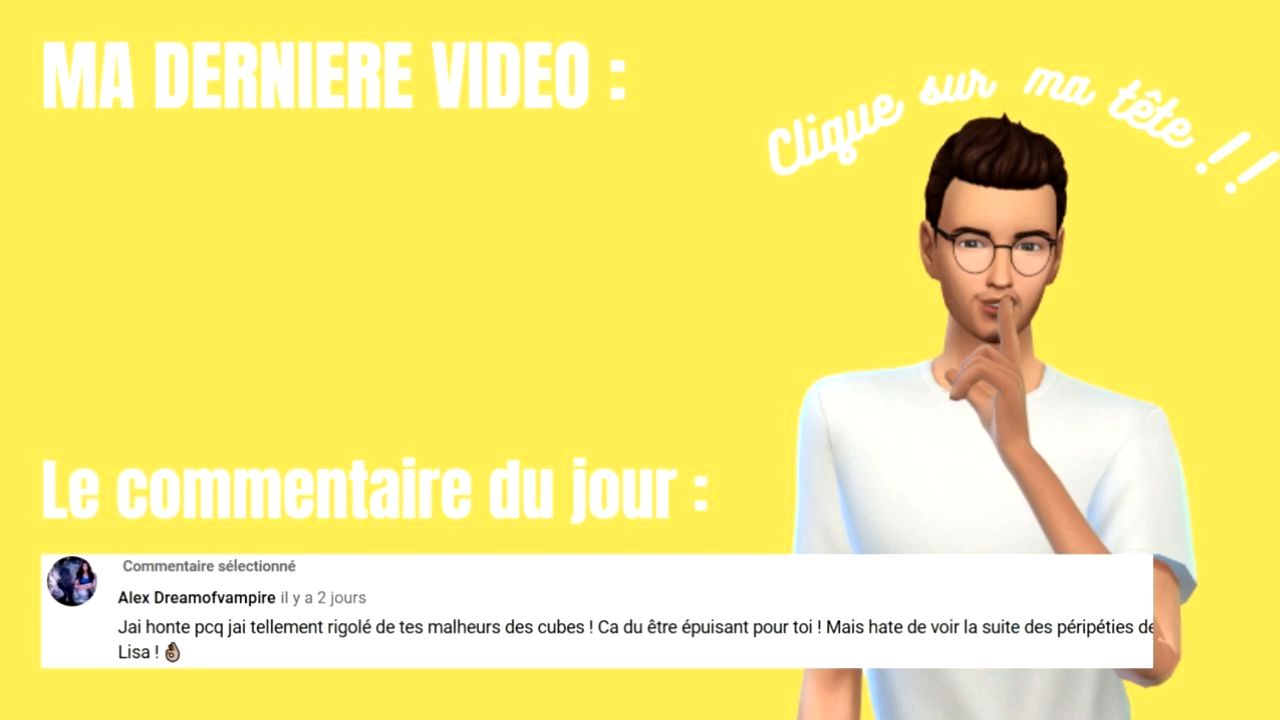 MA DERNIERE VIDEO :
Clique sur ma tête !!
Le commentaire du jour :
Commentaire sélectionné
Alex Dreamofvampire il y a 2 jours
Jai honte pcq jai tellement rigolé de tes malheurs des cubes ! Ca du être épuisant pour toi ! Mais hate de voir la suite des péripéties de
Lisa ! 👌🏽